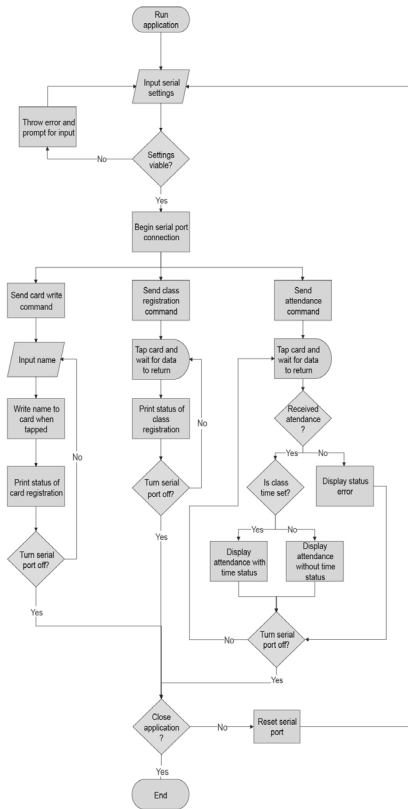 Run
application
Input serial
settings
Throw error and
prompt for input
No
Settings
viable?
Yes
Begin serial port
connection
Send card write
command
Send class
registration
command
Send
attendance
command
Input name
Tap card and
wait for data
to return
Tap card and
wait for data
to return
Write name to
card when
tapped
Print status of
class
registration
No
Received
atendance
?
No
Yes
No
Print status of
card registration
Turn serial
port off?
Is class
time set?
Display status
error
Yes
No
Turn serial
port off?
Display
attendance with
time status
Display
attendance
without time
status
Yes
Yes
No
Turn serial
port off?
Yes
Close
application
?
No
Reset serial
port
Yes
End